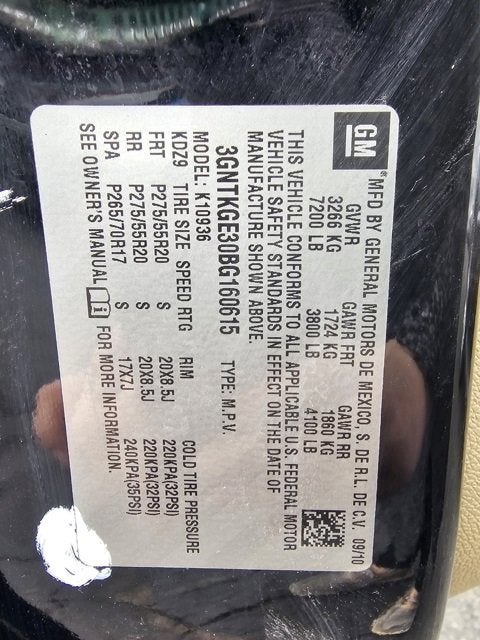 GM® MFD BY GENERAL MOTORS DE MEXICO, S. DE R.L. DE C.V. 09/10
GVWR GAWR FRT GAWR RR
3266 KG 1724 KG 1860 KG
7200 LB 3800 LB 4100 LB
THIS VEHICLE CONFORMS TO ALL APPLICABLE U.S. FEDERAL MOTOR
VEHICLE SAFETY STANDARDS IN EFFECT ON THE DATE OF
MANUFACTURE SHOWN ABOVE.
3GNTKGE30BG160615 TYPE: M.P.V.
MODEL: K10936
KDZ9 TIRE SIZE SPEED RTG RIM COLD TIRE PRESSURE
FRT P275/55R20 S 20X8.5J 220KPA(32PSI)
RR P275/55R20 S 20X8.5J 220KPA(32PSI)
SPA P265/70R17 S 17X7J 240KPA(35PSI)
SEE OWNER'S MANUAL i FOR MORE INFORMATION.